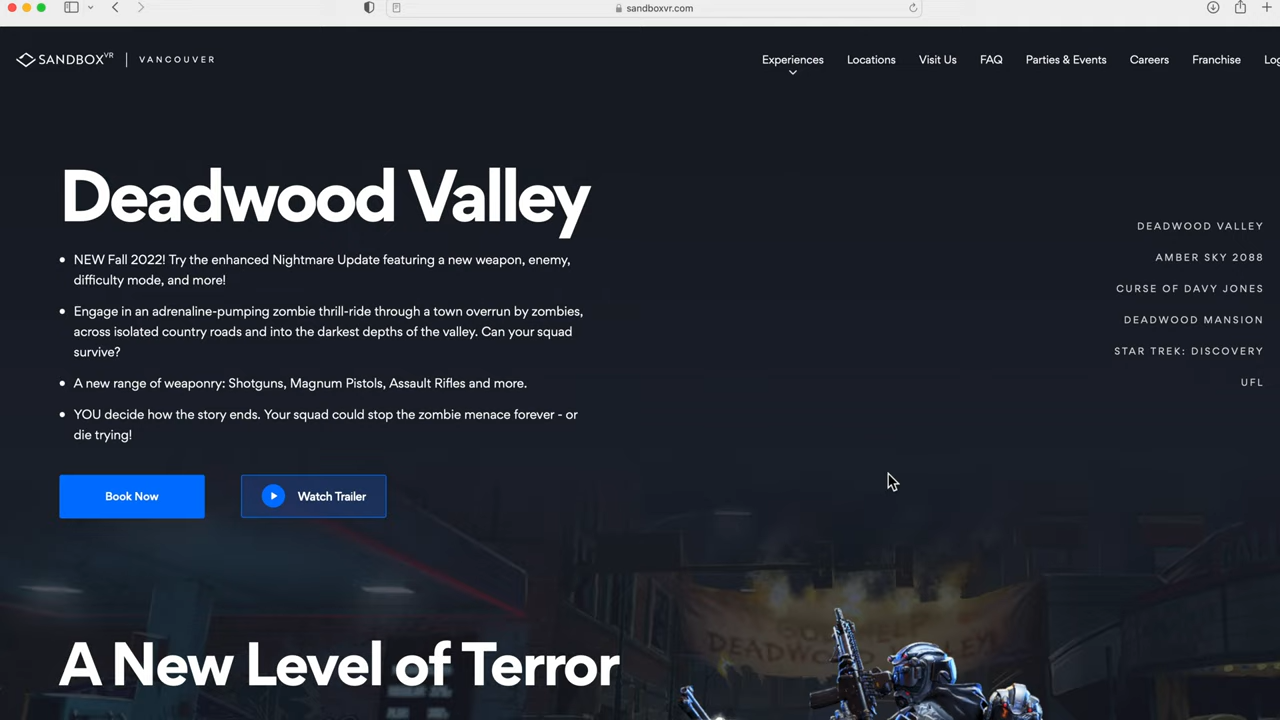 sandboxvr.com
SANDBOXVR | VANCOUVER
Experiences Locations Visit Us FAQ Parties & Events Careers Franchise
Deadwood Valley
• NEW Fall 2022! Try the enhanced Nightmare Update featuring a new weapon, enemy,
difficulty mode, and more!
• Engage in an adrenaline-pumping zombie thrill-ride through a town overrun by zombies,
across isolated country roads and into the darkest depths of the valley. Can your squad
survive?
• A new range of weaponry: Shotguns, Magnum Pistols, Assault Rifles and more.
• YOU decide how the story ends. Your squad could stop the zombie menace forever - or
die trying!
Book Now
Watch Trailer
DEADWOOD VALLEY
AMBER SKY 2088
CURSE OF DAVY JONES
DEADWOOD MANSION
STAR TREK: DISCOVERY
UFL
DEADWOOD VALLEY
A New Level of Terror